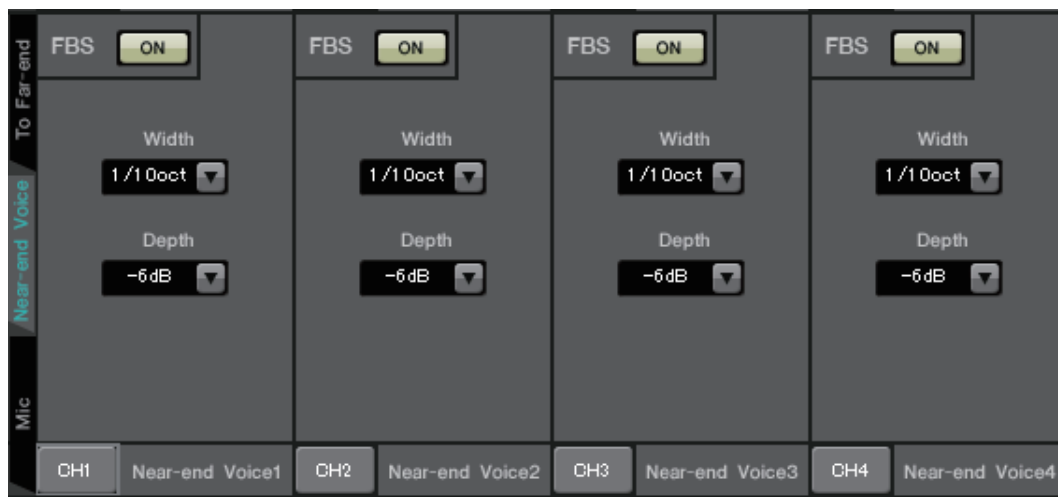 To Far-end
Near-end Voice
Mic
FBS ON FBS ON FBS ON FBS ON
Width Width Width Width
1/10oct 1/10oct 1/10oct 1/10oct
Depth Depth Depth Depth
-6dB -6dB -6dB -6dB
CH1 Near-end Voice1 CH2 Near-end Voice2 CH3 Near-end Voice3 CH4 Near-end Voice4